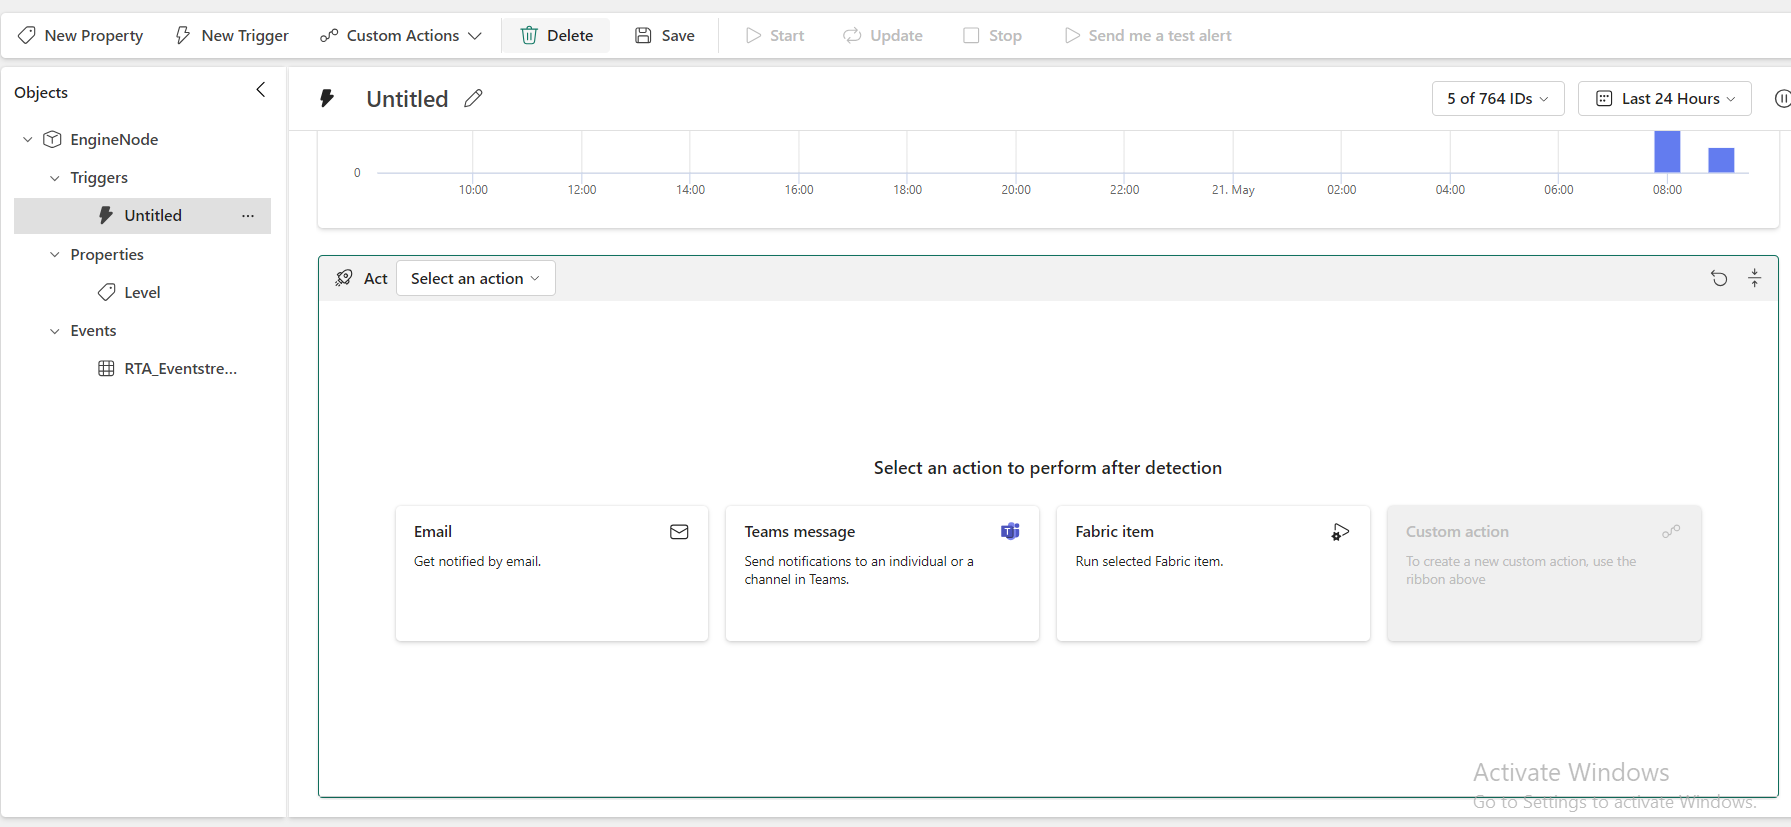 New Property
New Trigger
Custom Actions
Delete
Save
Start
Update
Stop
Send me a test alert
Objects
EngineNode
Triggers
Untitled
Properties
Level
Events
RTA_Eventstre...
Untitled
5 of 764 IDs
Last 24 Hours
0
10:00 12:00 14:00 16:00 18:00 20:00 22:00 21. May 02:00 04:00 06:00 08:00
Act
Select an action
Select an action to perform after detection
Email
Get notified by email.
Teams message
Send notifications to an individual or a
channel in Teams.
Fabric item
Run selected Fabric item.
Custom action
To create a new custom action, use the
ribbon above
Activate Windows
Go to Settings to activate Windows.